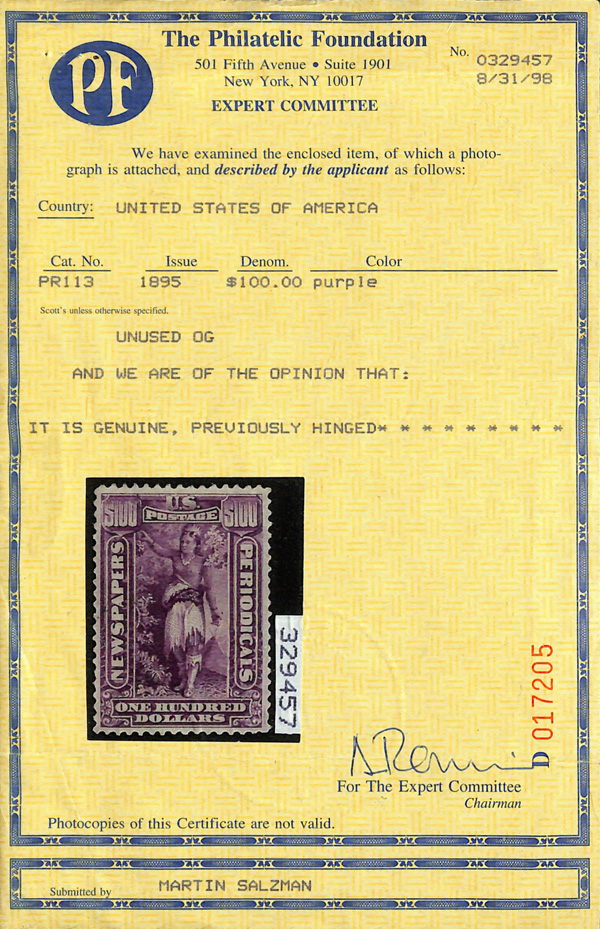 PF
The Philatelic Foundation
501 Fifth Avenue • Suite 1901
New York, NY 10017
EXPERT COMMITTEE
No. 0329457
8/31/98
We have examined the enclosed item, of which a photo-
graph is attached, and described by the applicant as follows:
Country: UNITED STATES OF AMERICA
Cat. No. Issue Denom. Color
PR113 1895 $100.00 purple
Scott's unless otherwise specified.
UNUSED OG
AND WE ARE OF THE OPINION THAT:
IT IS GENUINE, PREVIOUSLY HINGED* * * * * * * * *
U.S.
$100 POSTAGE $100
NEWSPAPERS
PERIODICALS
ONE HUNDRED
DOLLARS
329457
D 017205
For The Expert Committee
Chairman
Photocopies of this Certificate are not valid.
Submitted by MARTIN SALZMAN